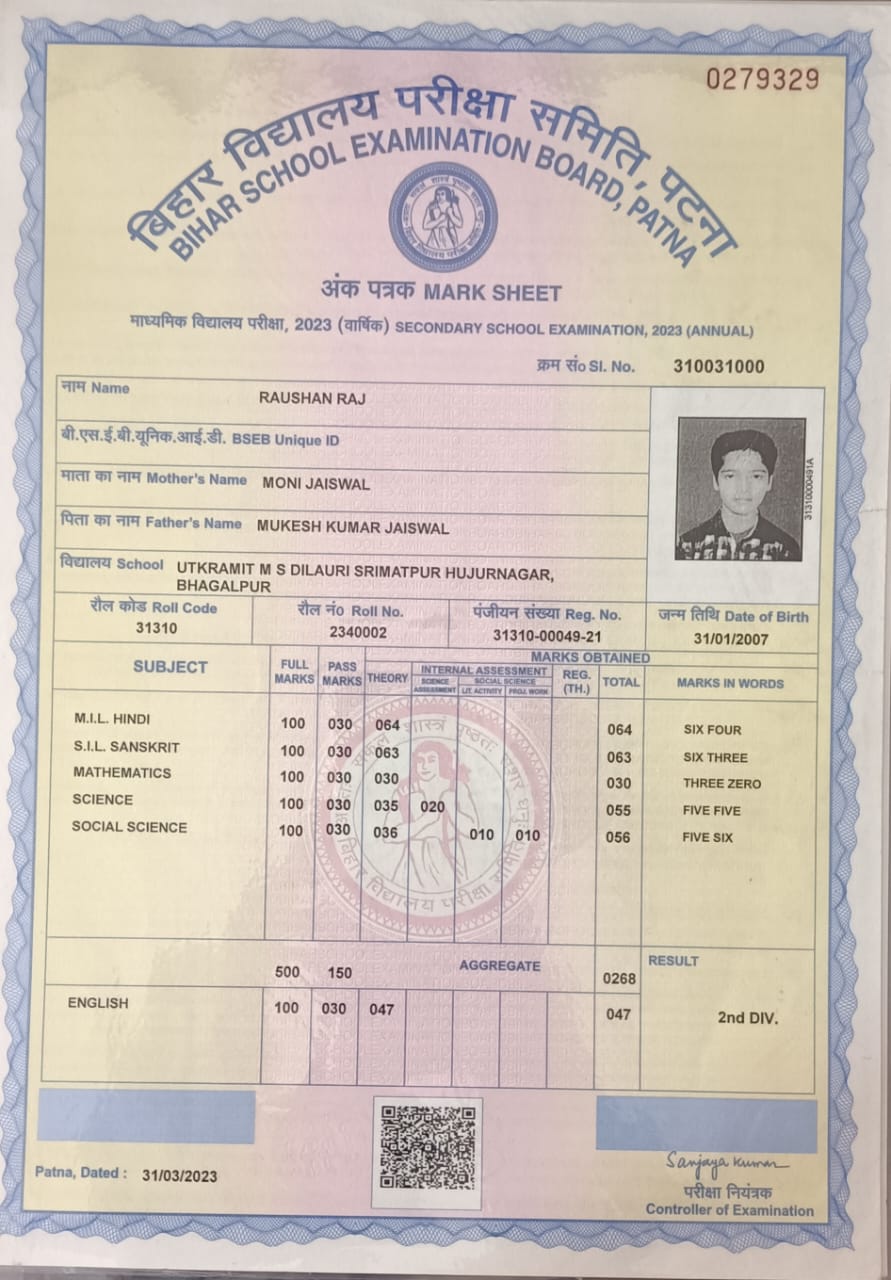 0279329
बिहार विद्यालय परीक्षा समिति, पटना
BIHAR SCHOOL EXAMINATION BOARD, PATNA
अंक पत्रक MARK SHEET
माध्यमिक विद्यालय परीक्षा, 2023 (वार्षिक) SECONDARY SCHOOL EXAMINATION, 2023 (ANNUAL)
क्रम सं० Sl. No. 310031000
नाम Name RAUSHAN RAJ
बी.एस.ई.बी.यूनिक.आई.डी. BSEB Unique ID
माता का नाम Mother's Name MONI JAISWAL
पिता का नाम Father's Name MUKESH KUMAR JAISWAL
31310000491A
विद्यालय School UTKRAMIT M S DILAURI SRIMATPUR HUJURNAGAR,
BHAGALPUR
रौल कोड Roll Code रौल नं० Roll No. पंजीयन संख्या Reg. No. जन्म तिथि Date of Birth
31310 2340002 31310-00049-21 31/01/2007
MARKS OBTAINED
SUBJECT FULL MARKS PASS MARKS THEORY INTERNAL ASSESSMENT REG. (TH.) TOTAL MARKS IN WORDS
SCIENCE ASSESSMENT SOCIAL SCIENCE
LIT. ACTIVITY PROJ. WORK
M.I.L. HINDI 100 030 064 064 SIX FOUR
S.I.L. SANSKRIT 100 030 063 063 SIX THREE
MATHEMATICS 100 030 030 030 THREE ZERO
SCIENCE 100 030 035 020 055 FIVE FIVE
SOCIAL SCIENCE 100 030 036 010 010 056 FIVE SIX
बिहार विद्यालय परीक्षा समिति
500 150 AGGREGATE 0268 RESULT
ENGLISH 100 030 047 047 2nd DIV.
Patna, Dated : 31/03/2023
Sanjaya Kumar
परीक्षा नियंत्रक
Controller of Examination